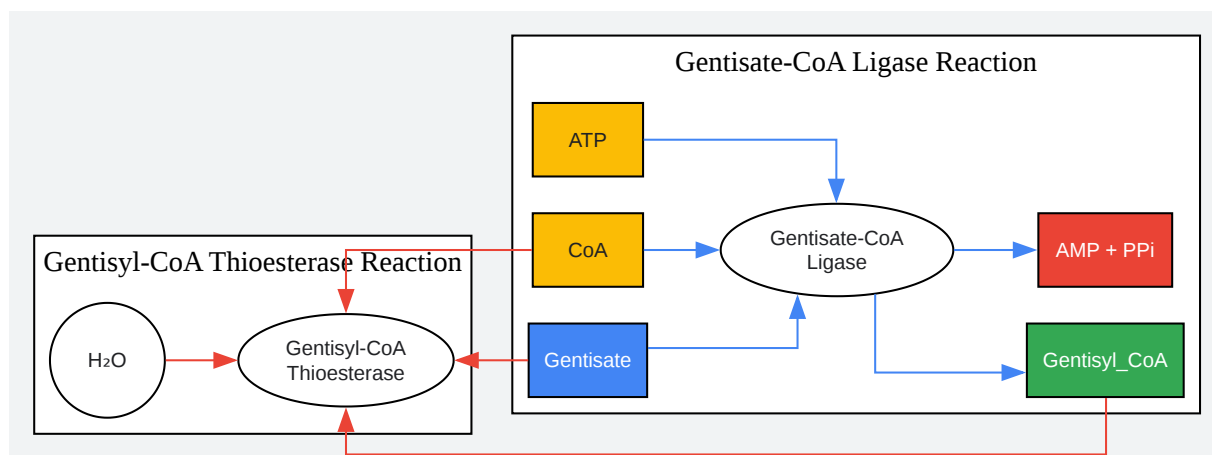 Gentisate-CoA Ligase Reaction
ATP
CoA
Gentisate-CoA
Ligase
AMP + PPi
Gentisyl-CoA Thioesterase Reaction
H₂O
Gentisyl-CoA
Thioesterase
Gentisate
Gentisyl_CoA